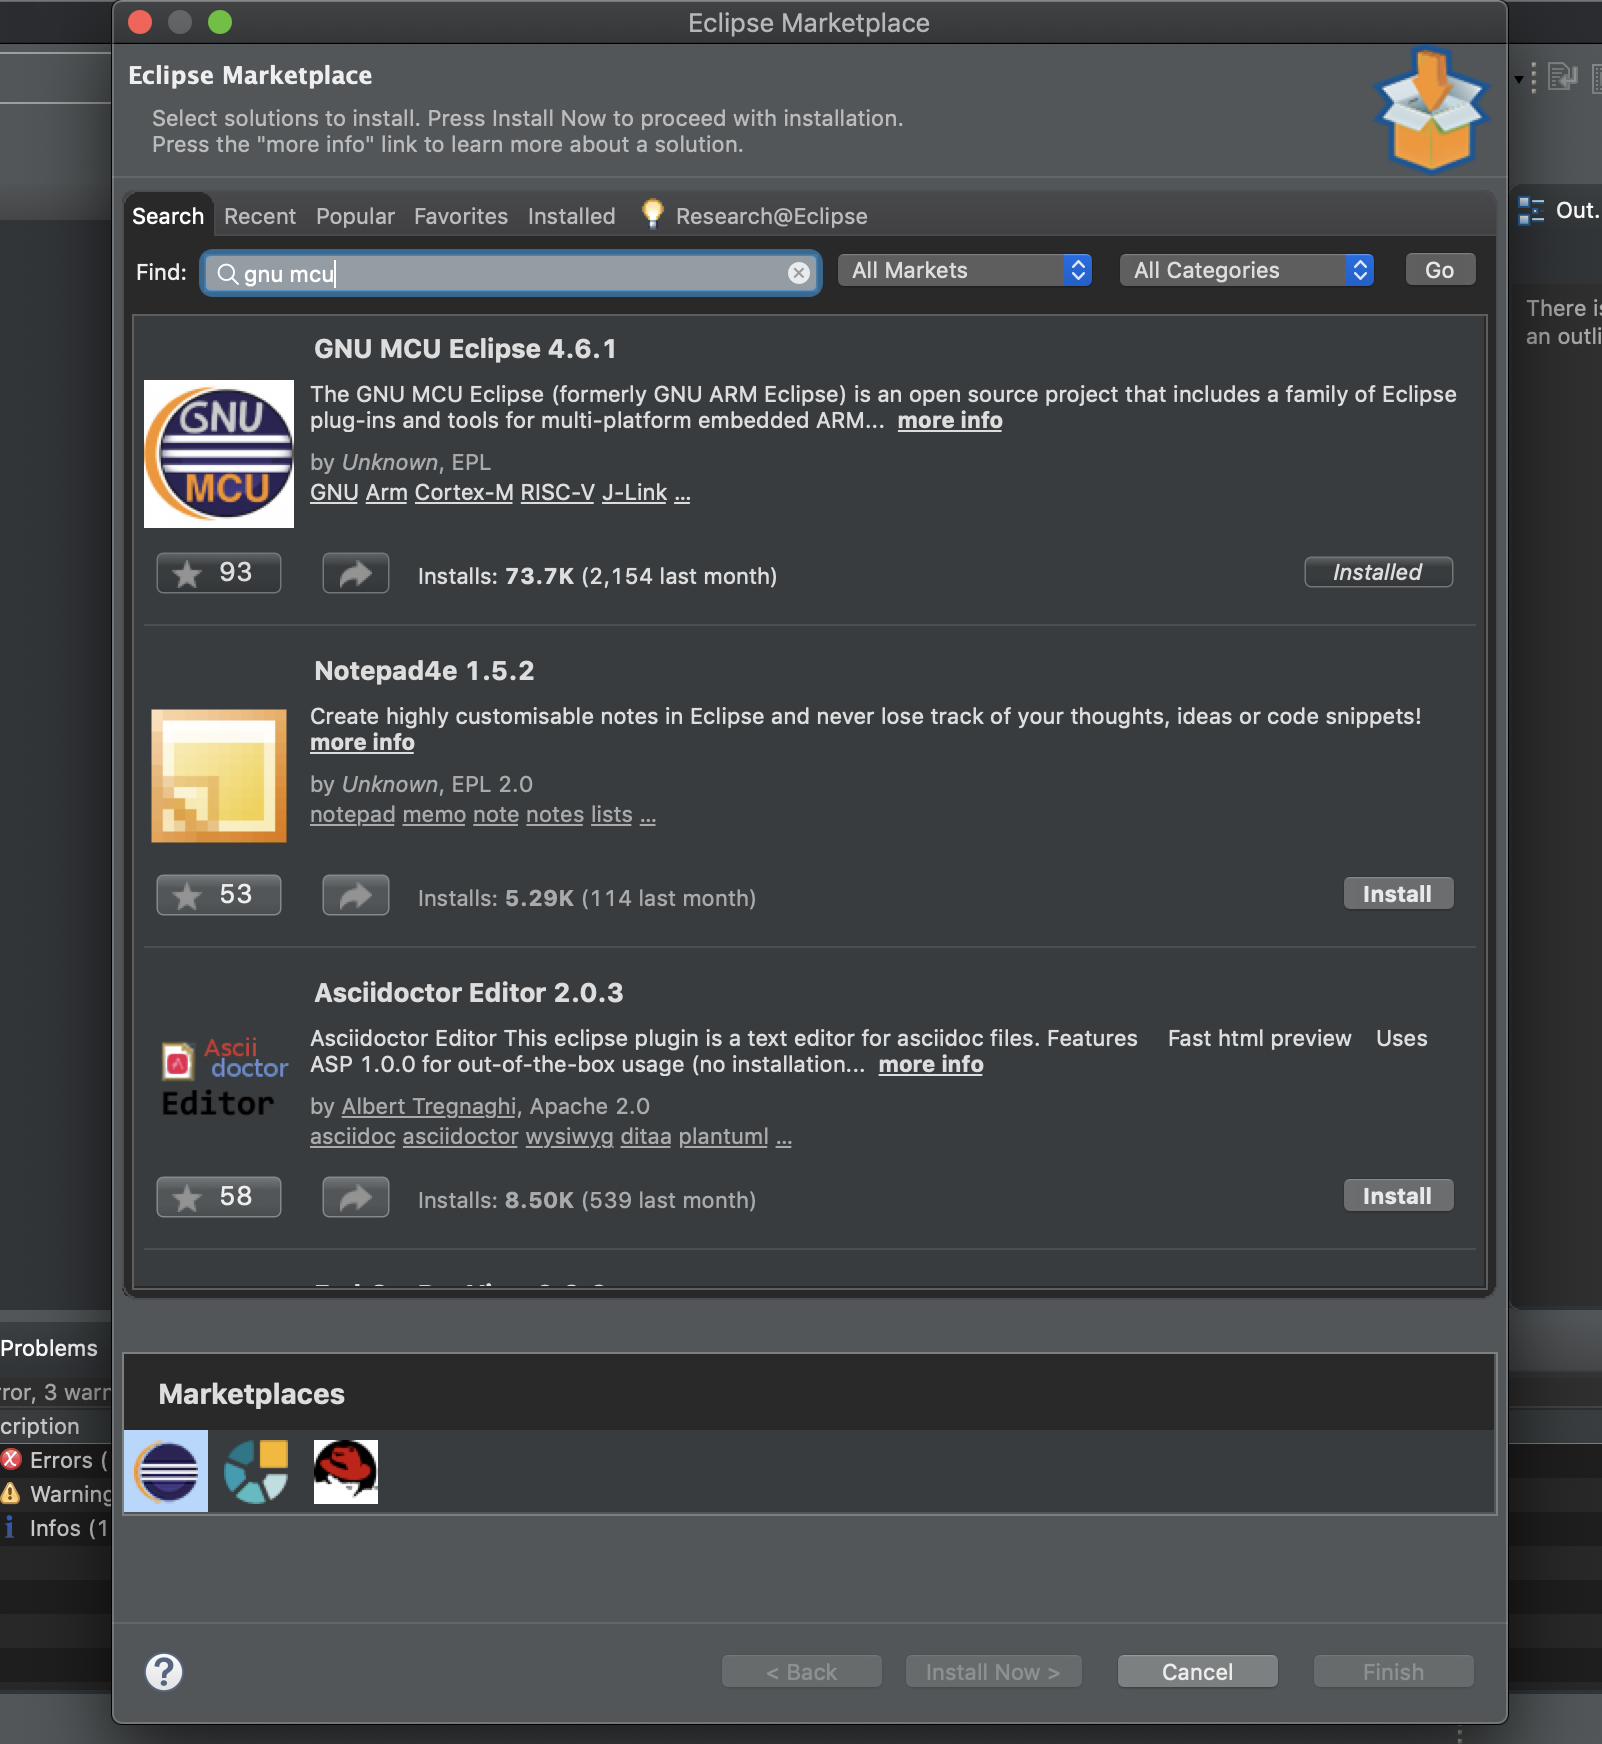 Eclipse Marketplace
Eclipse Marketplace
Select solutions to install. Press Install Now to proceed with installation.
Press the "more info" link to learn more about a solution.
Search Recent Popular Favorites Installed Research@Eclipse
Find: gnu mcu All Markets All Categories Go
GNU MCU Eclipse 4.6.1
GNU
MCU
The GNU MCU Eclipse (formerly GNU ARM Eclipse) is an open source project that includes a family of Eclipse
plug-ins and tools for multi-platform embedded ARM... more info
by Unknown, EPL
GNU Arm Cortex-M RISC-V J-Link ...
93 Installs: 73.7K (2,154 last month) Installed
Notepad4e 1.5.2
Create highly customisable notes in Eclipse and never lose track of your thoughts, ideas or code snippets!
more info
by Unknown, EPL 2.0
notepad memo note notes lists ...
53 Installs: 5.29K (114 last month) Install
Asciidoctor Editor 2.0.3
Ascii
doctor
Editor
Asciidoctor Editor This eclipse plugin is a text editor for asciidoc files. Features Fast html preview Uses
ASP 1.0.0 for out-of-the-box usage (no installation... more info
by Albert Tregnaghi, Apache 2.0
asciidoc asciidoctor wysiwyg ditaa plantuml ...
58 Installs: 8.50K (539 last month) Install
Marketplaces
? < Back Install Now > Cancel Finish
Out.
There is
an outli
Problems
ror, 3 warn
cription
Errors (
Warning
Infos (1